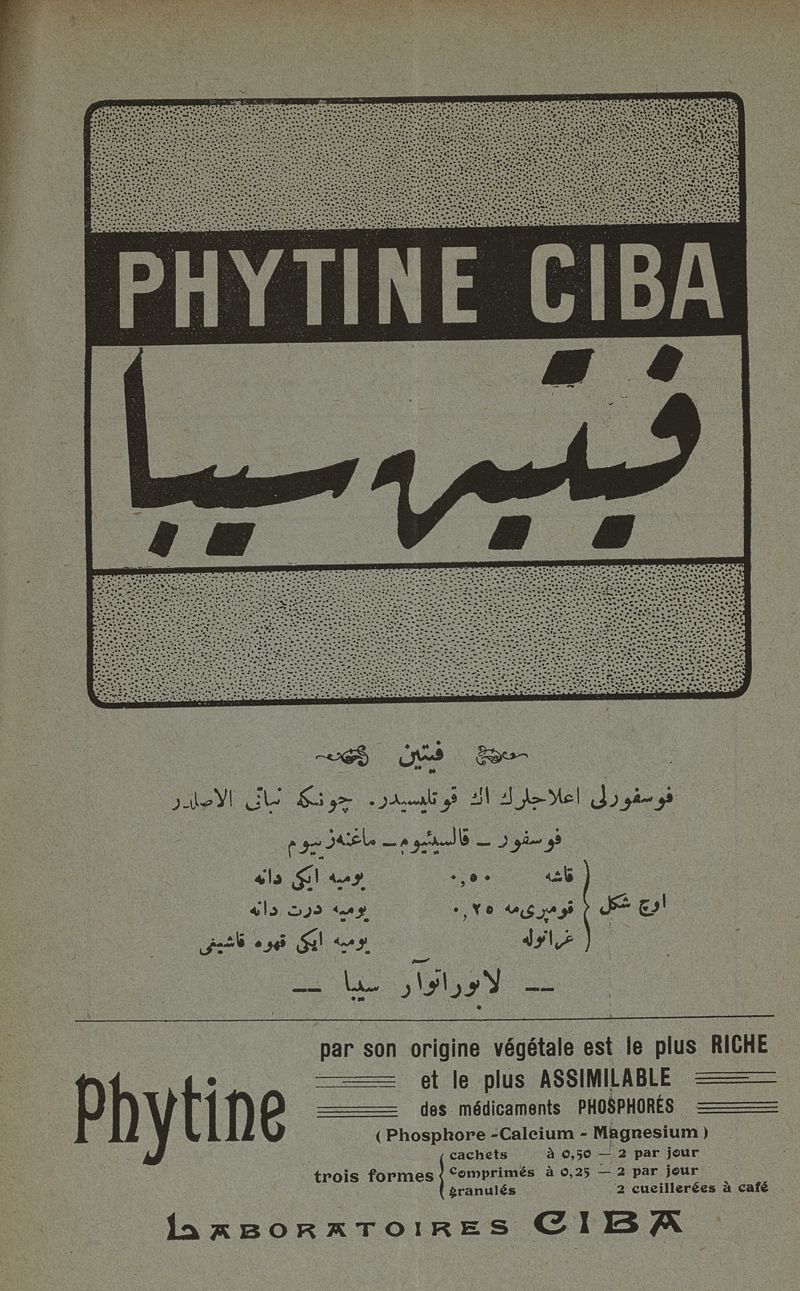 PHYTINE CIBA
فيتين سيبا
فيتين
فوسفورلى اعلاجلرك اڭ قوتليسيدر. چونكه نباتى الاصلدر
فوسفور — قالسيئيوم — ماغنه‌زييوم
اوچ شكل
قاشه ٠,٥٠ يوميه ايكى دانه
قومپرى‌مه ٠,٢٥ يوميه درت دانه
غرانوله يوميه ايكى قهوه قاشيغى
— لابوراتوآر سيبا —
Phytine
par son origine végétale est le plus RICHE
et le plus ASSIMILABLE
des médicaments PHOSPHORÉS
(Phosphore-Calcium-Magnesium)
trois formes
cachets à 0,50 — 2 par jour
Comprimés à 0,25 — 2 par jour
granulés 2 cueillerées à café
LABORATOIRES CIBA